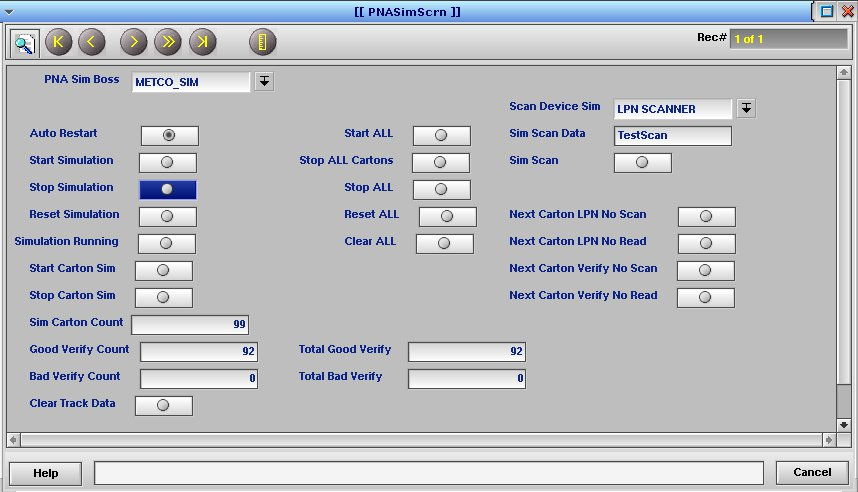 [[ PNASimScrn ]]
Rec# 1 of 1
PNA Sim Boss METCO_SIM
Scan Device Sim LPN SCANNER
Auto Restart Start ALL Sim Scan Data TestScan
Start Simulation Stop ALL Cartons Sim Scan
Stop Simulation Stop ALL
Reset Simulation Reset ALL Next Carton LPN No Scan
Simulation Running Clear ALL Next Carton LPN No Read
Start Carton Sim Next Carton Verify No Scan
Stop Carton Sim Next Carton Verify No Read
Sim Carton Count 99
Good Verify Count 92 Total Good Verify 92
Bad Verify Count 0 Total Bad Verify 0
Clear Track Data
Help Cancel